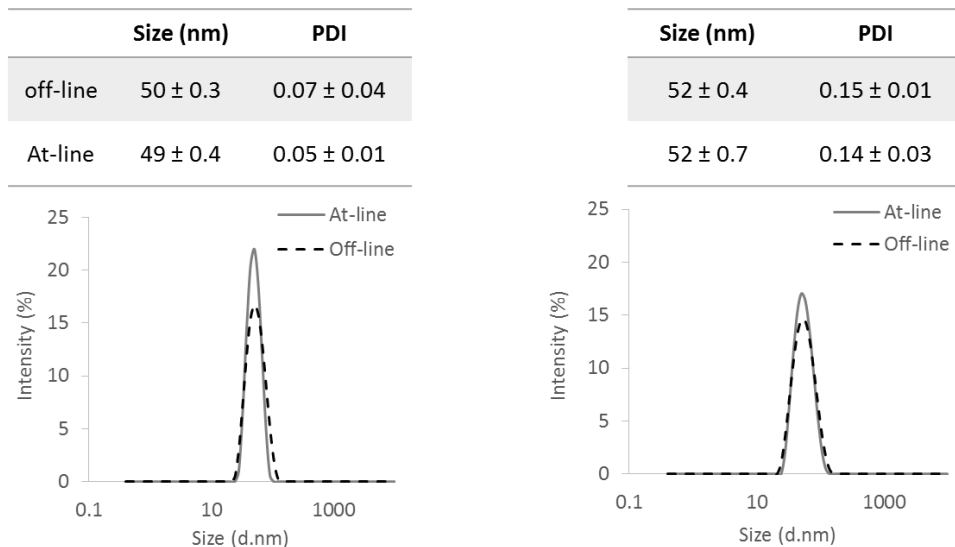 Size (nm) PDI
off-line 50 ± 0.3 0.07 ± 0.04
At-line 49 ± 0.4 0.05 ± 0.01
At-line
Off-line
25
20
15
10
5
0
Intensity (%)
0.1 10 1000
Size (d.nm)
Size (nm) PDI
52 ± 0.4 0.15 ± 0.01
52 ± 0.7 0.14 ± 0.03
At-line
Off-line
25
20
15
10
5
0
Intensity (%)
0.1 10 1000
Size (d.nm)